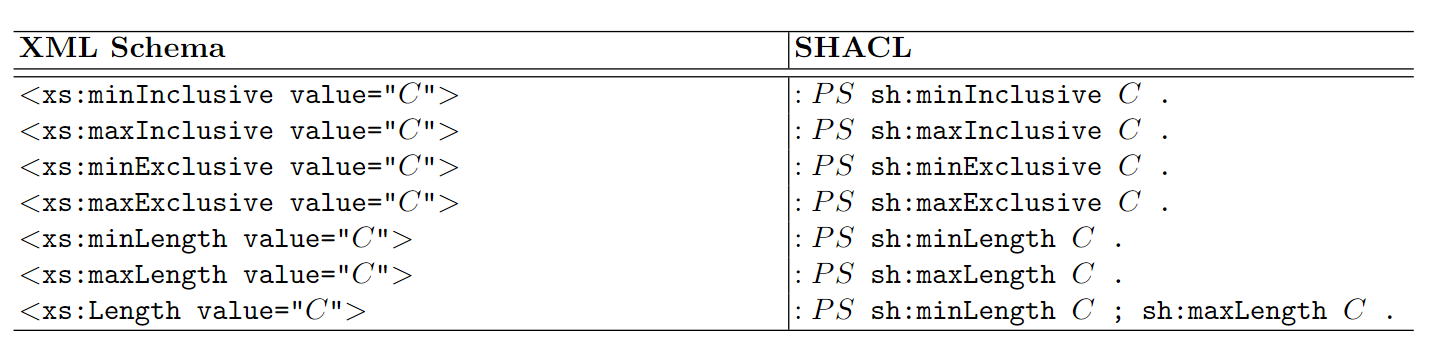 XML Schema SHACL
<xs:minInclusive value="C"> :PS sh:minInclusive C .
<xs:maxInclusive value="C"> :PS sh:maxInclusive C .
<xs:minExclusive value="C"> :PS sh:minExclusive C .
<xs:maxExclusive value="C"> :PS sh:maxExclusive C .
<xs:minLength value="C"> :PS sh:minLength C .
<xs:maxLength value="C"> :PS sh:maxLength C .
<xs:Length value="C"> :PS sh:minLength C ; sh:maxLength C .